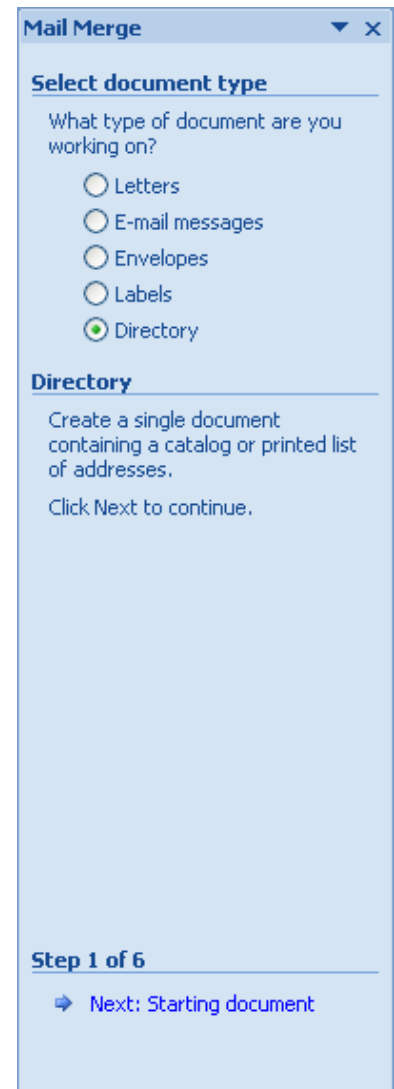 Mail Merge
Select document type
What type of document are you
working on?
Letters
E-mail messages
Envelopes
Labels
Directory
Directory
Create a single document
containing a catalog or printed list
of addresses.
Click Next to continue.
Step 1 of 6
Next: Starting document